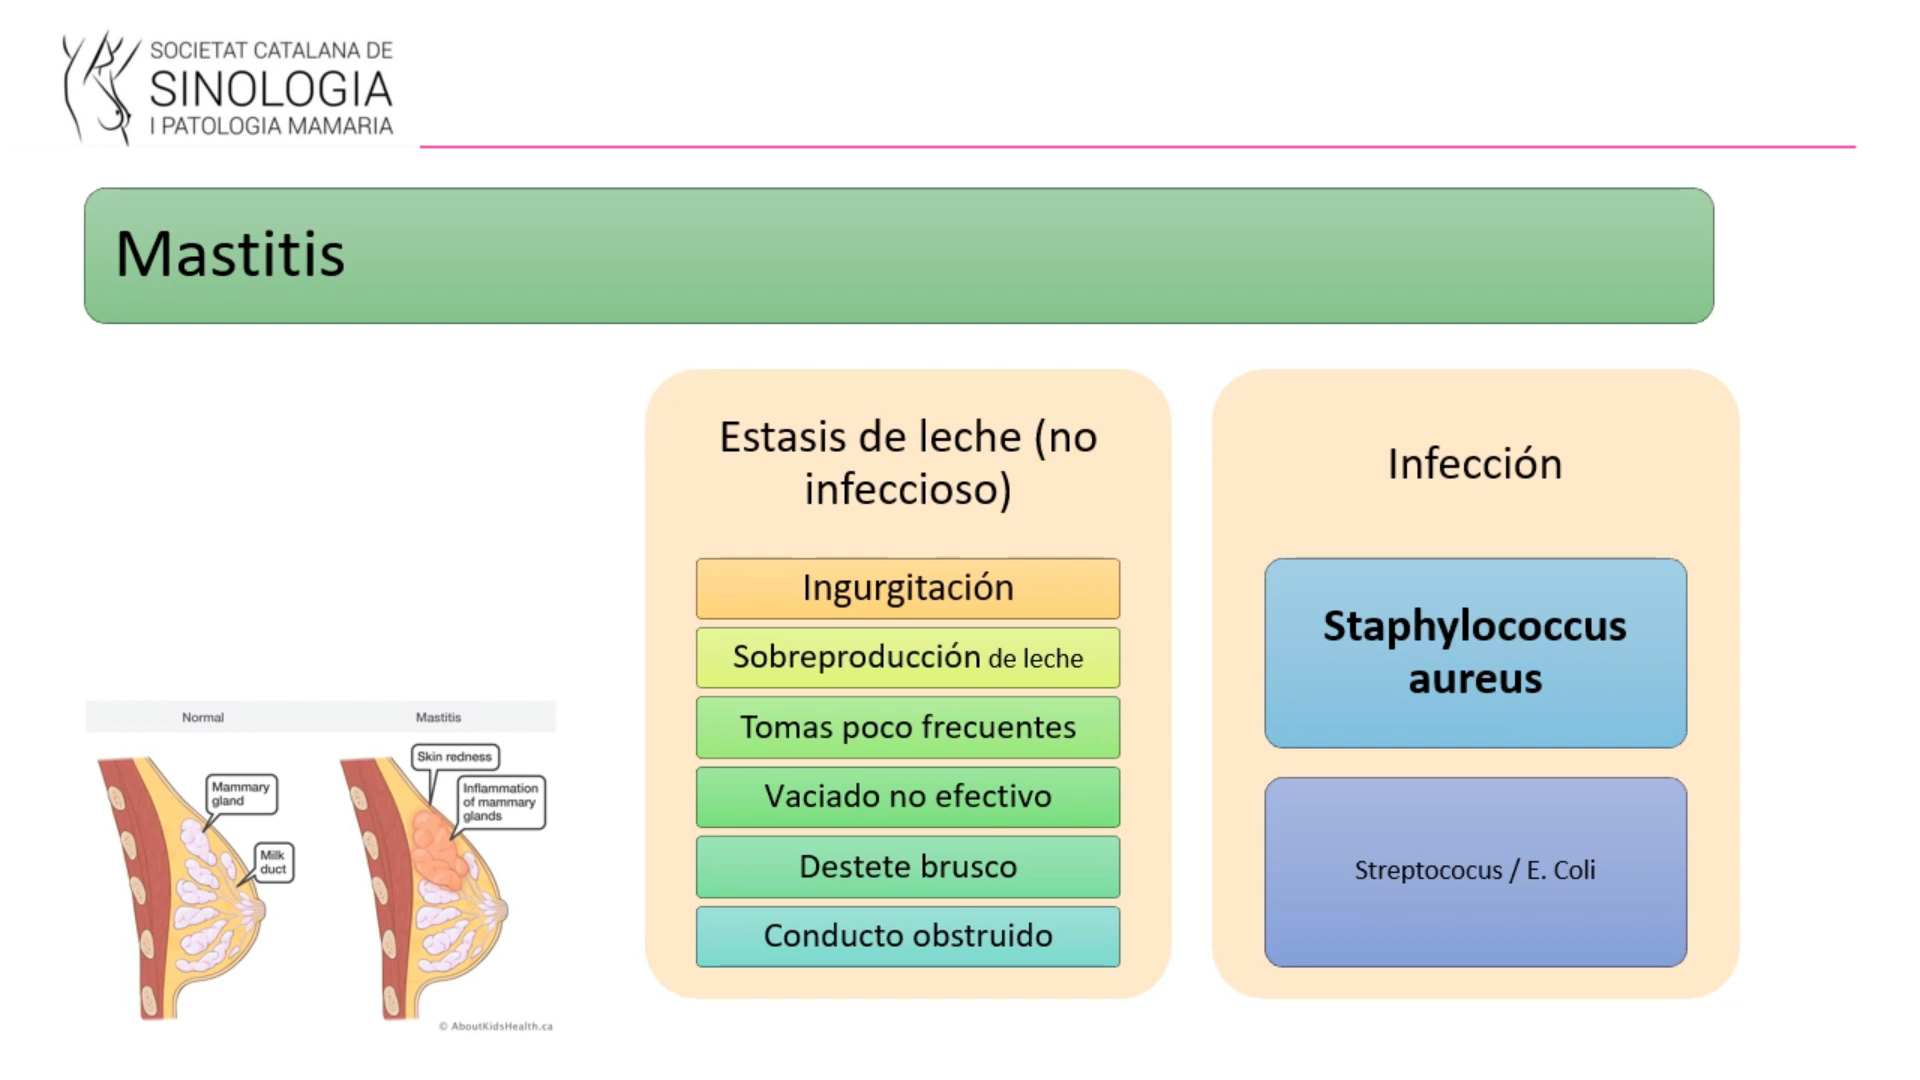 SOCIETAT CATALANA DE
SINOLOGIA
I PATOLOGIA MAMARIA
Mastitis
Estasis de leche (no
infeccioso)
Ingurgitación
Sobreproducción de leche
Tomas poco frecuentes
Vaciado no efectivo
Destete brusco
Conducto obstruido
Infección
Staphylococcus
aureus
Streptococus / E. Coli
Normal
Mammary
gland
Milk
duct
Mastitis
Skin redness
Inflammation
of mammary
glands
© AboutKidsHealth.ca